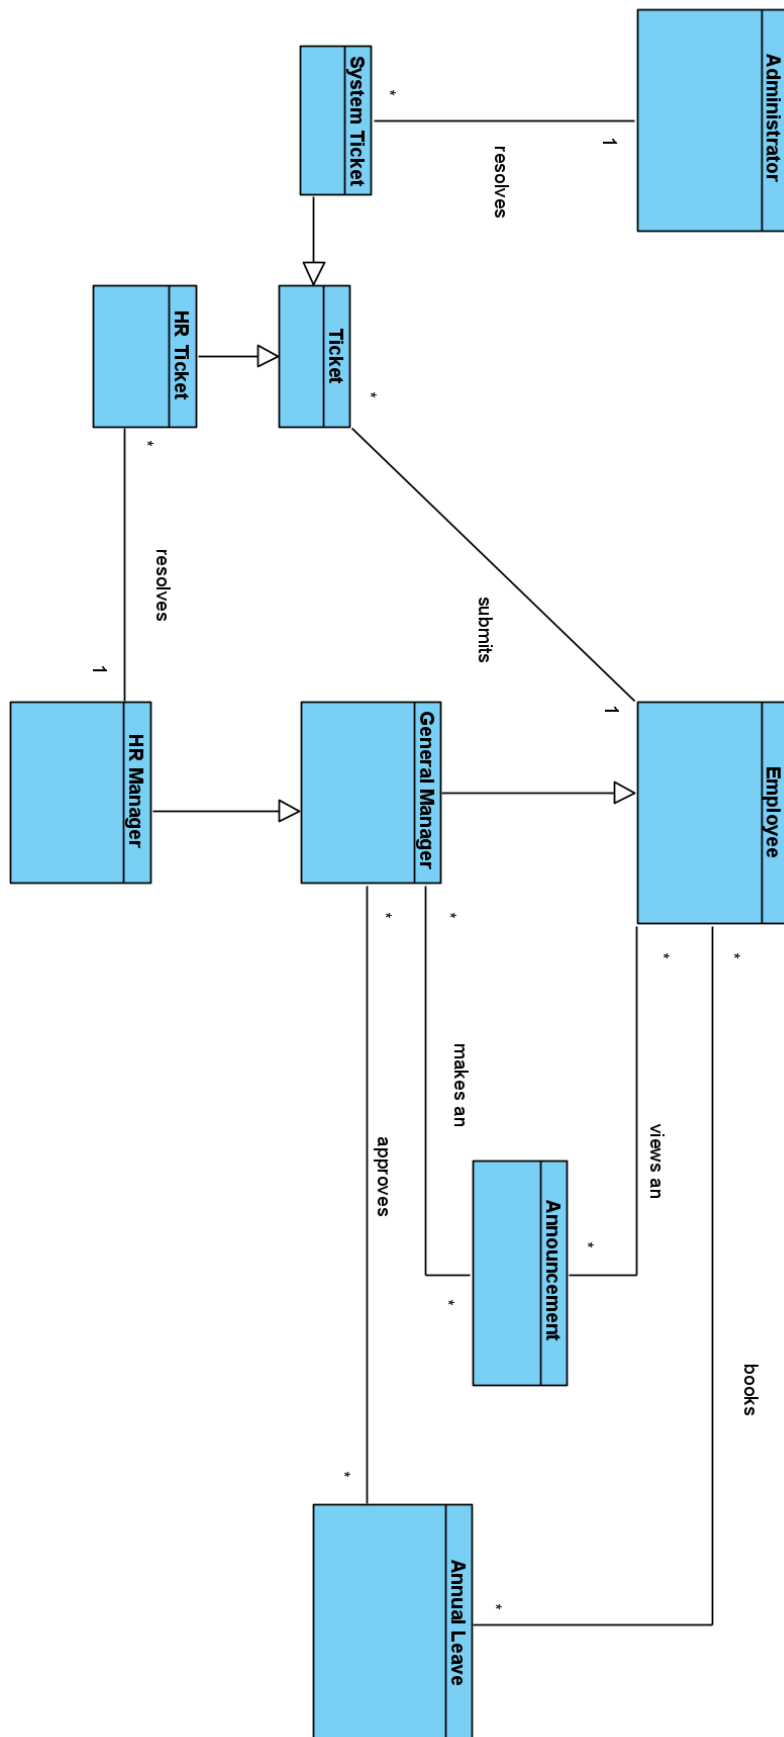 Administrator
1
resolves
*
System Ticket
Ticket
*
HR Ticket
*
submits
resolves
1
1
Employee
General Manager
HR Manager
*
*
*
*
views an
makes an
approves
*
Announcement
*
books
*
*
Annual Leave